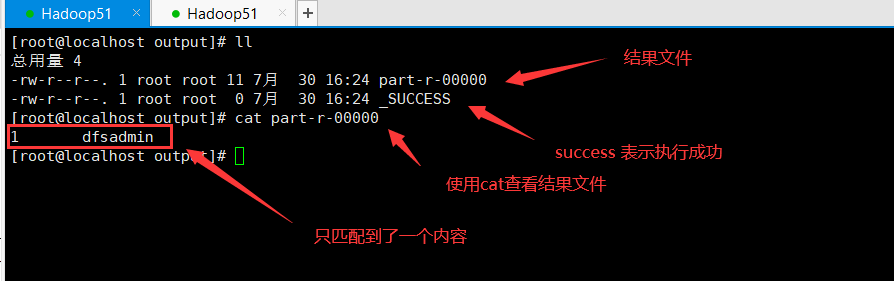 Hadoop51 × Hadoop51 × +
[root@localhost output]# ll
总用量 4
-rw-r--r--. 1 root root 11 7月  30 16:24 part-r-00000
结果文件
-rw-r--r--. 1 root root  0 7月  30 16:24 _SUCCESS
[root@localhost output]# cat part-r-00000
1       dfsadmin
success 表示执行成功
[root@localhost output]#
使用cat查看结果文件
只匹配到了一个内容